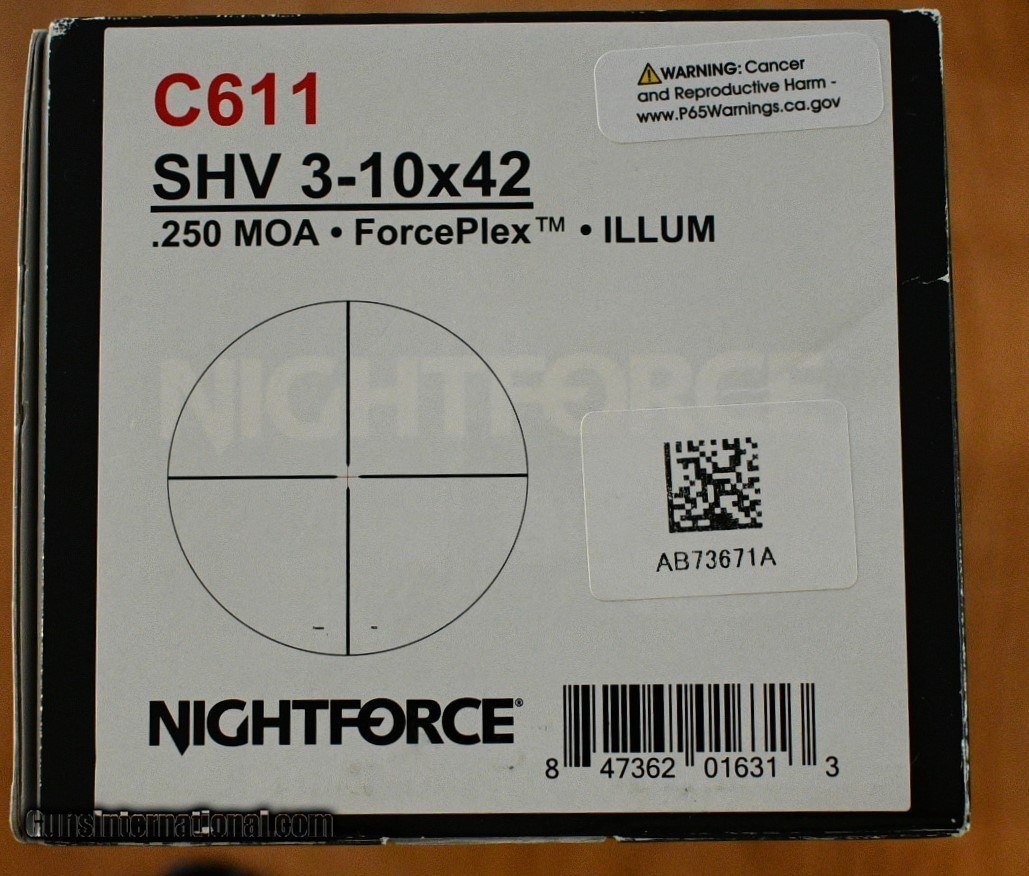 C611
⚠WARNING: Cancer
and Reproductive Harm -
www.P65Warnings.ca.gov
SHV 3-10x42
.250 MOA • ForcePlex™ • ILLUM
NIGHTFORCE
AB73671A
NIGHTFORCE®
8 47362 01631 3
GunsInternational.com